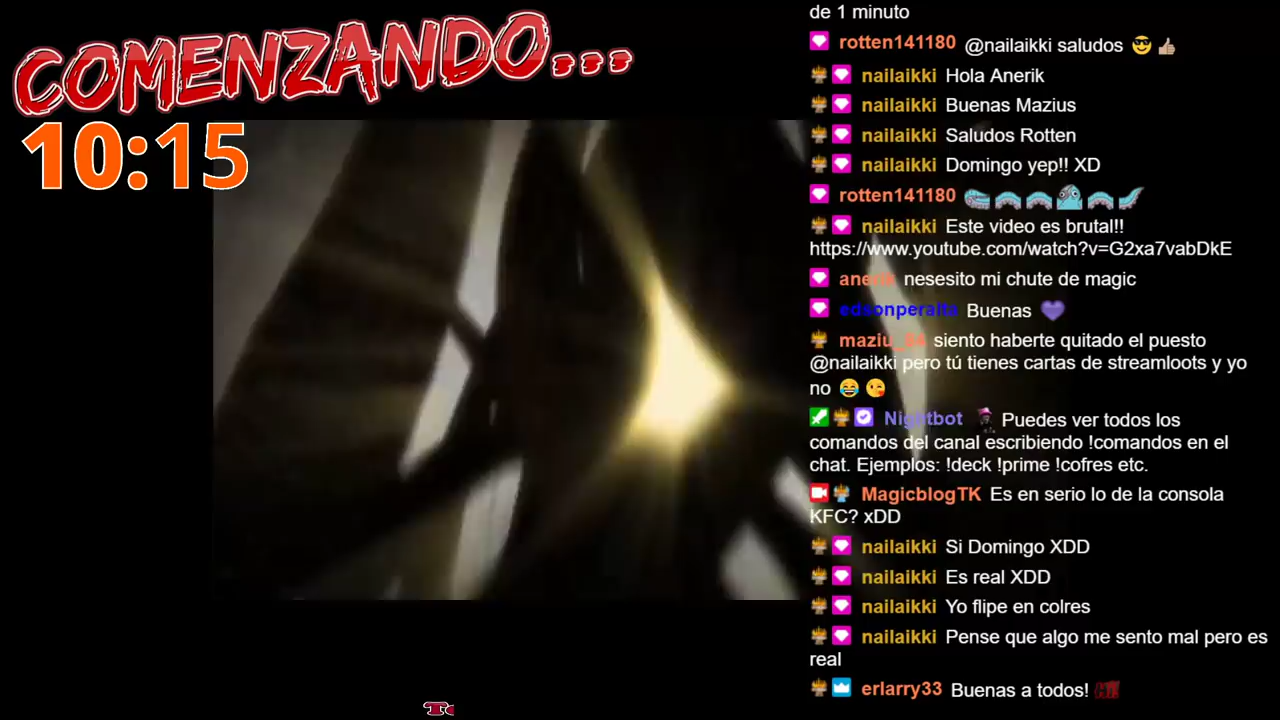 COMENZANDO...
10:15
de 1 minuto
rotten141180 @nailaikki saludos 😎👍🏼
nailaikki Hola Anerik
nailaikki Buenas Mazius
nailaikki Saludos Rotten
nailaikki Domingo yep!! XD
rotten141180
nailaikki Este video es brutal!!
https://www.youtube.com/watch?v=G2xa7vabDkE
anerik nesesito mi chute de magic
edsonperalta Buenas 💜
maziu_94 siento haberte quitado el puesto
@nailaikki pero tú tienes cartas de streamloots y yo
no 😂 😘
Nightbot Puedes ver todos los
comandos del canal escribiendo !comandos en el
chat. Ejemplos: !deck !prime !cofres etc.
MagicblogTK Es en serio lo de la consola
KFC? xDD
nailaikki Si Domingo XDD
nailaikki Es real XDD
nailaikki Yo flipe en colres
nailaikki Pense que algo me sento mal pero es
real
erlarry33 Buenas a todos!